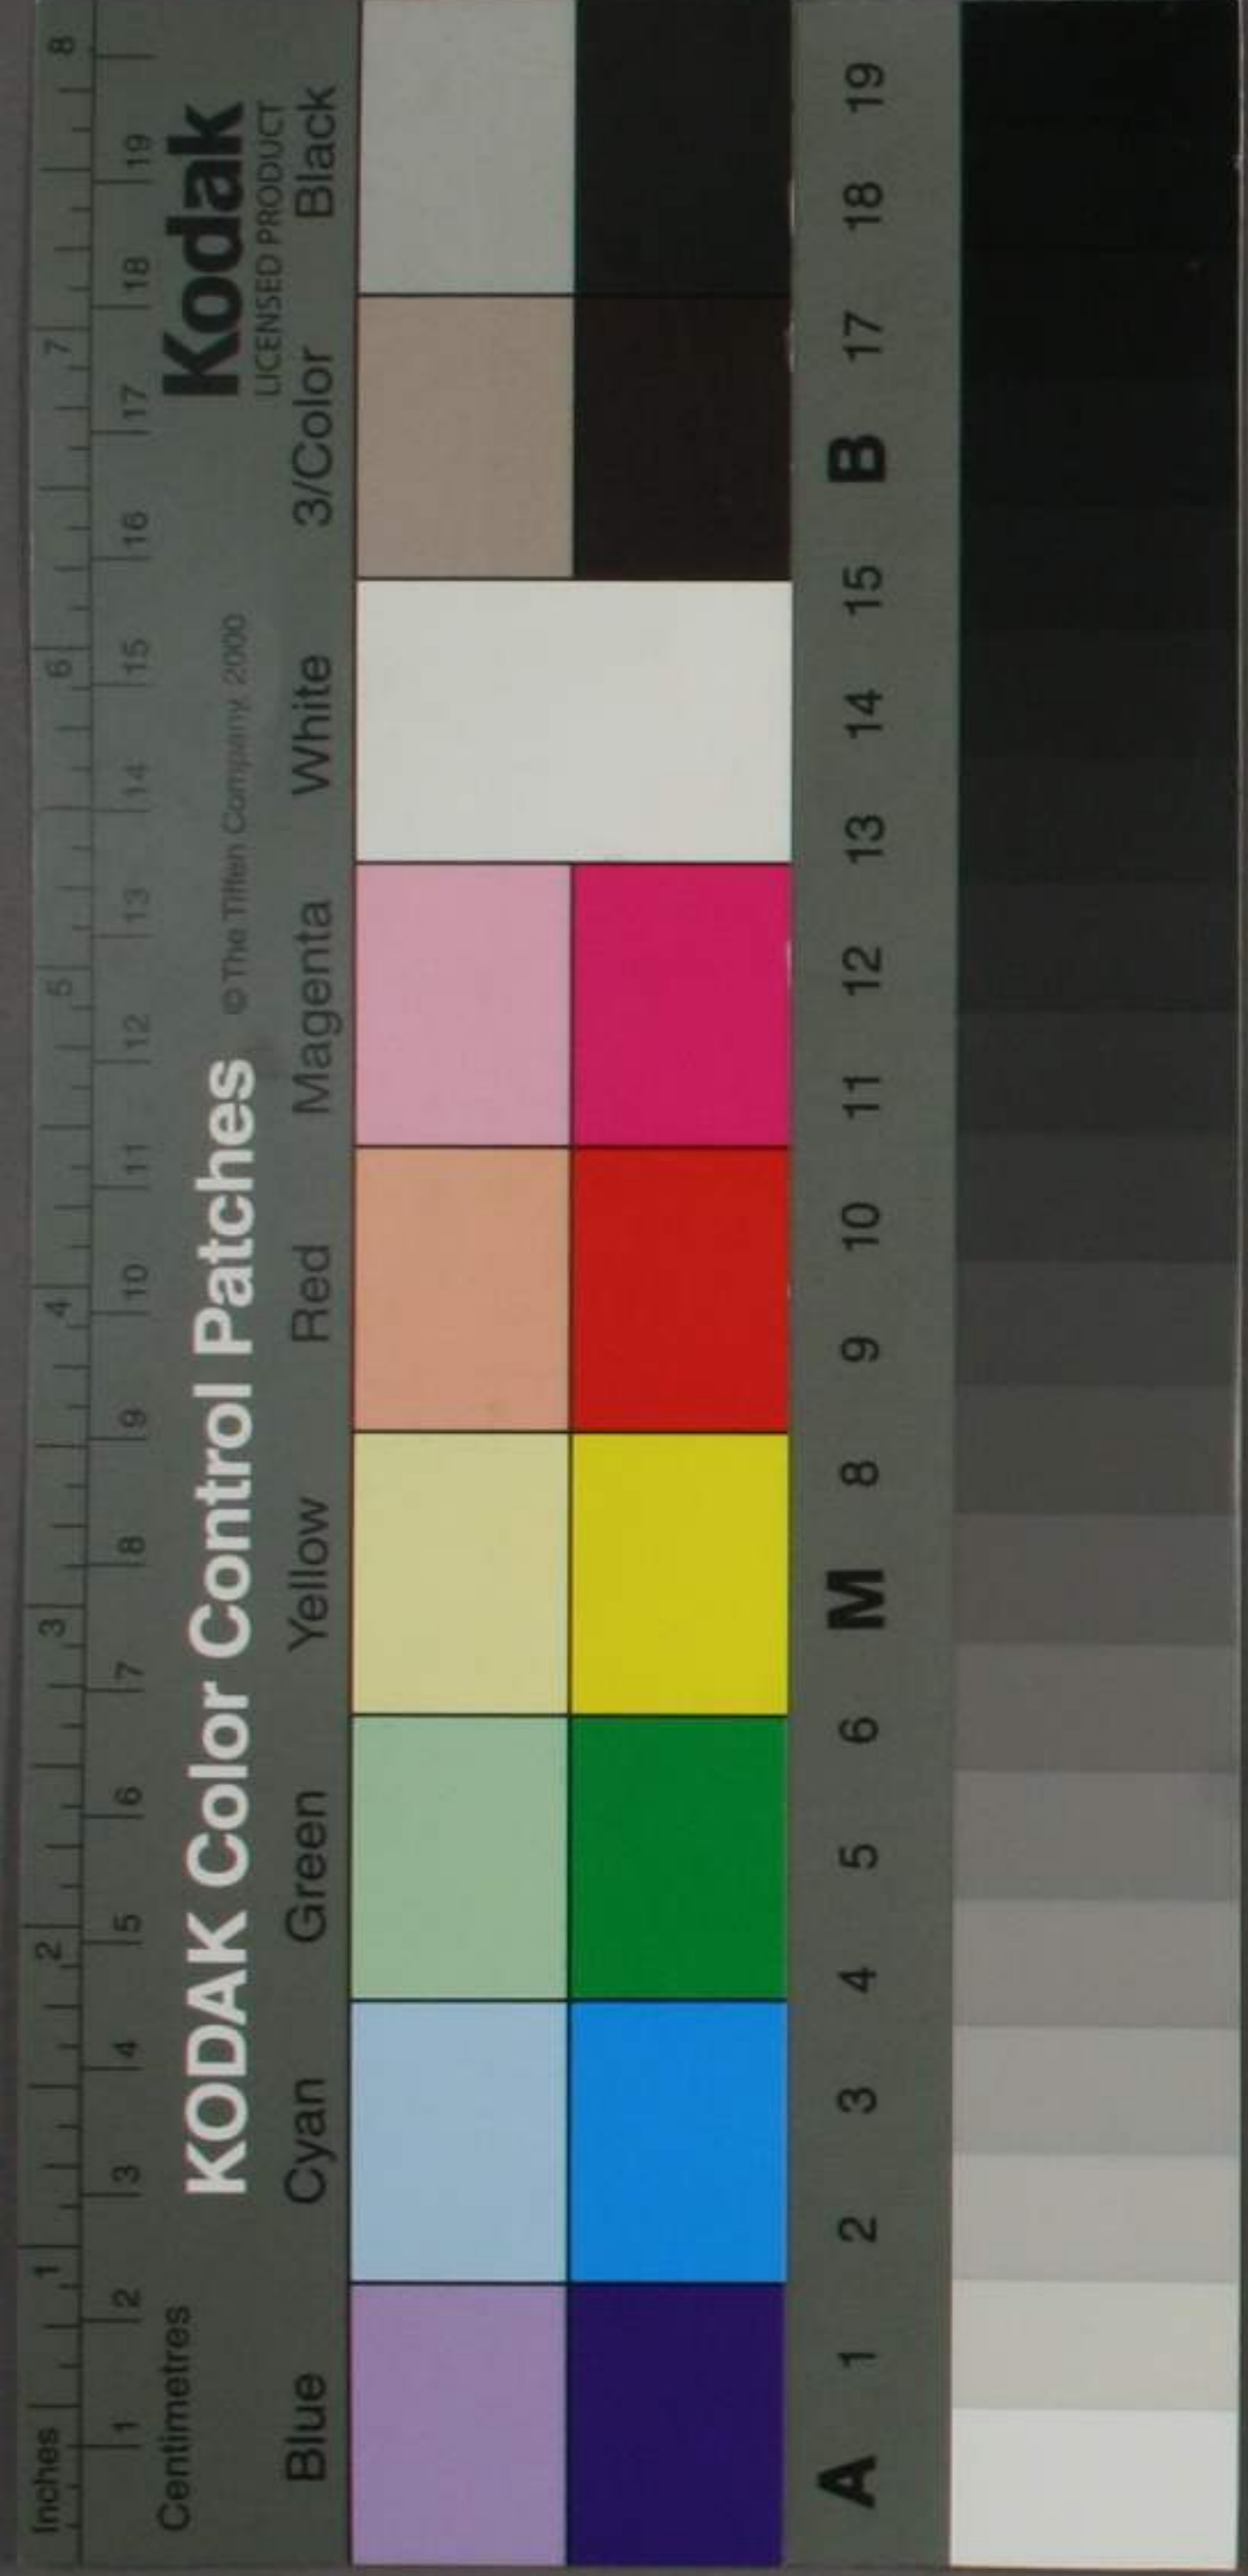 Inches 1 2 3 4 5 6 7 8
1 2 3 4 5 6 7 8 9 10 11 12 13 14 15 16 17 18 19
Centimetres
KODAK Color Control Patches © The Tiffen Company, 2000 Kodak
LICENSED PRODUCT
Blue Cyan Green Yellow Red Magenta White 3/Color Black
A 1 2 3 4 5 6 M 8 9 10 11 12 13 14 15 B 17 18 19